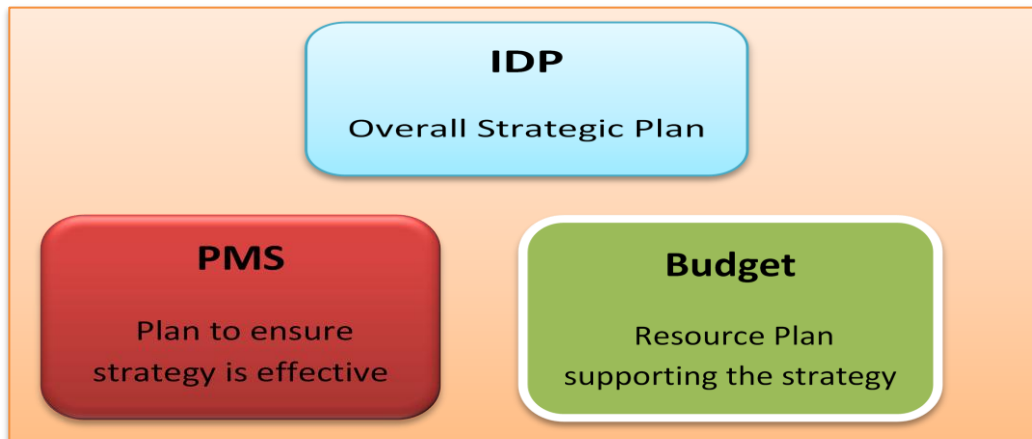 IDP
Overall Strategic Plan
PMS
Plan to ensure
strategy is effective
Budget
Resource Plan
supporting the strategy